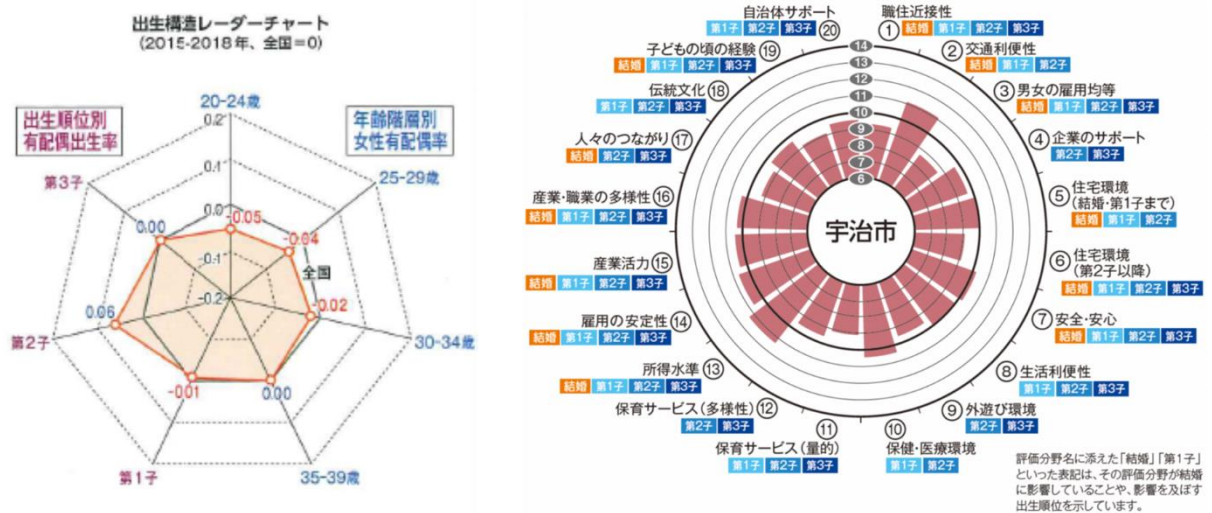 出生構造レーダーチャート
(2015-2018年、全国=0)
出生順位別
有配偶出生率
年齢階層別
女性有配偶率
20-24歳
25-29歳
30-34歳
35-39歳
第1子
第2子
第3子
0.2
0.1
0.0
-0.1
-0.2
-0.05
-0.04
-0.02
0.00
-0.01
0.06
0.00
全国
宇治市
14
13
12
11
10
9
8
7
6
① 職住近接性
結婚 第1子 第2子 第3子
② 交通利便性
結婚 第1子 第2子
③ 男女の雇用均等
結婚 第1子 第2子 第3子
④ 企業のサポート
第2子 第3子
⑤ 住宅環境
(結婚・第1子まで)
結婚 第1子 第2子
⑥ 住宅環境
(第2子以降)
結婚 第1子 第2子 第3子
⑦ 安全・安心
結婚 第1子 第2子 第3子
⑧ 生活利便性
第1子 第2子 第3子
⑨ 外遊び環境
第2子 第3子
⑩ 保健・医療環境
第1子 第2子
⑪ 保育サービス(量的)
第1子 第2子 第3子
保育サービス(多様性) ⑫
第2子 第3子
所得水準 ⑬
結婚 第1子 第2子 第3子
雇用の安定性 ⑭
結婚 第1子 第2子 第3子
産業活力 ⑮
結婚 第1子 第2子 第3子
産業・職業の多様性 ⑯
結婚 第1子 第2子 第3子
人々のつながり ⑰
結婚 第2子 第3子
伝統文化 ⑱
第1子 第2子 第3子
子どもの頃の経験 ⑲
結婚 第1子 第2子 第3子
自治体サポート
第1子 第2子 第3子 ⑳
評価分野名に添えた「結婚」「第1子」
といった表記は、その評価分野が結婚
に影響していることや、影響を及ぼす
出生順位を示しています。